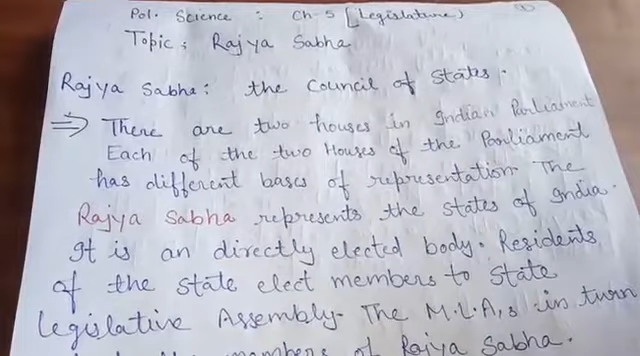 Pol. Science : Ch-5 [Legislature)
Topic : Rajya Sabha
Rajya Sabha : the Council of States.
⇒ There are two houses in Indian Parliament
Each of the two Houses of the Parliament
has different bases of representation. The
Rajya Sabha represents the States of India.
It is an directly elected body. Residents
of the state elect members to State
legislative Assembly. The M.L.A,s in turn
members of Rajya Sabha.